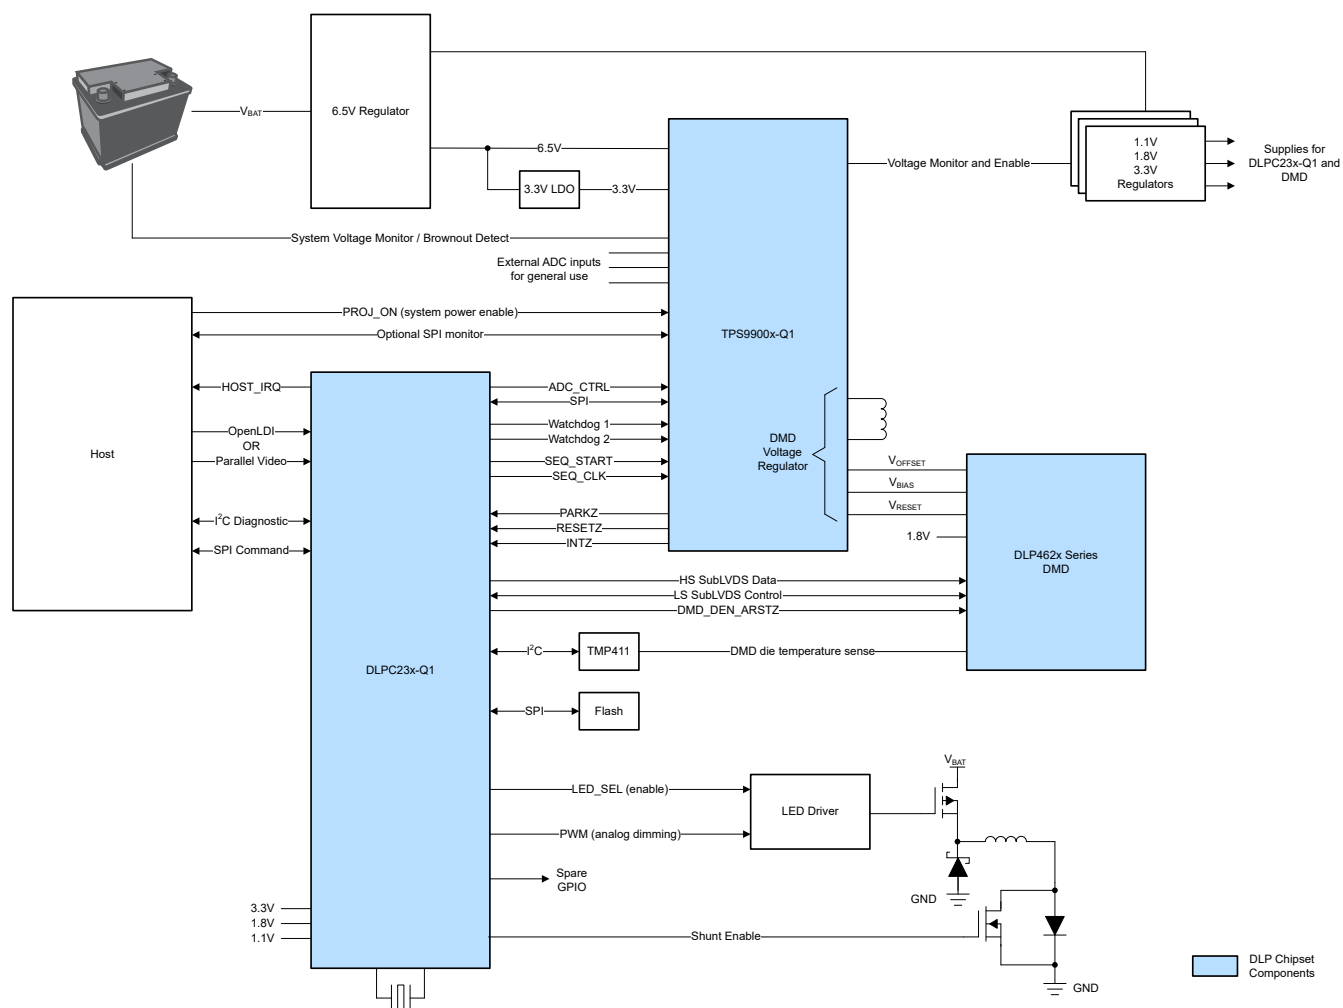 V_BAT
6.5V Regulator
6.5V
3.3V LDO
3.3V
Voltage Monitor and Enable
1.1V
1.8V
3.3V
Regulators
Supplies for
DLPC23x-Q1 and
DMD
System Voltage Monitor / Brownout Detect
External ADC inputs
for general use
PROJ_ON (system power enable)
Optional SPI monitor
TPS9900x-Q1
Host
HOST_IRQ
OpenLDI
OR
Parallel Video
I²C Diagnostic
SPI Command
ADC_CTRL
SPI
Watchdog 1
Watchdog 2
SEQ_START
SEQ_CLK
PARKZ
RESETZ
INTZ
DMD
Voltage
Regulator
V_OFFSET
V_BIAS
V_RESET
1.8V
DLP462x Series
DMD
HS SubLVDS Data
LS SubLVDS Control
DMD_DEN_ARSTZ
DLPC23x-Q1
I²C
TMP411
DMD die temperature sense
SPI
Flash
LED_SEL (enable)
PWM (analog dimming)
LED Driver
V_BAT
GND
Spare
GPIO
3.3V
1.8V
1.1V
Shunt Enable
GND
DLP Chipset
Components